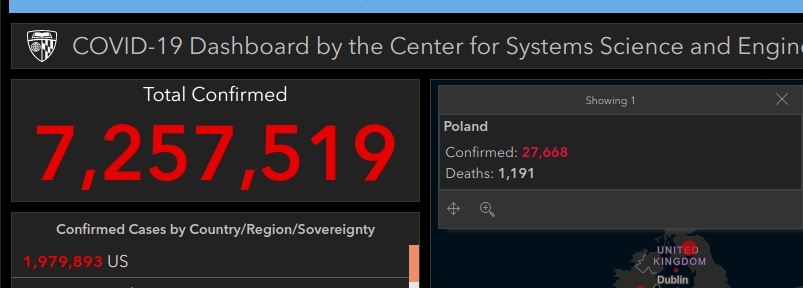 COVID-19 Dashboard by the Center for Systems Science and Engine
Total Confirmed
7,257,519
Confirmed Cases by Country/Region/Sovereignty
1,979,893 US
Showing 1
Poland
Confirmed: 27,668
Deaths: 1,191
UNITED
KINGDOM
Dublin